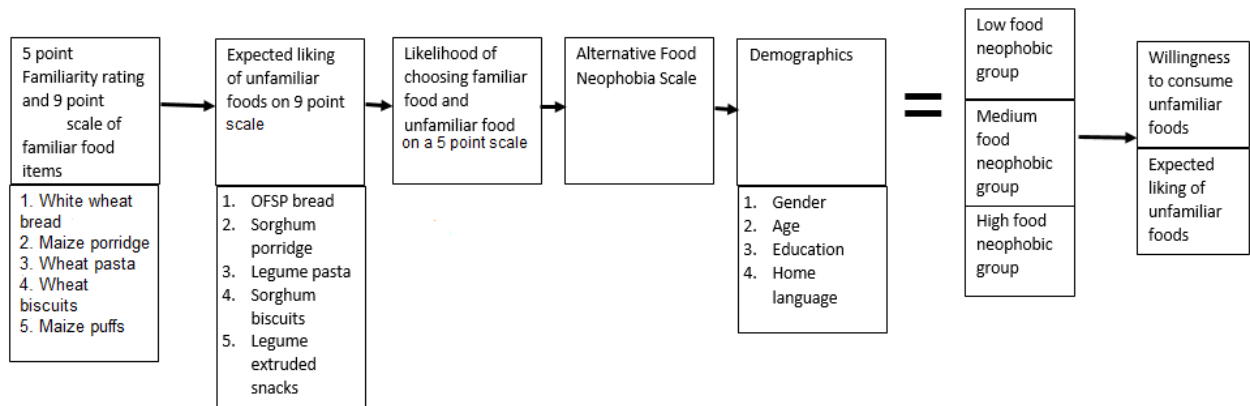 5 point
Familiarity rating
and 9 point
scale of
familiar food
items
1. White wheat
bread
2. Maize porridge
3. Wheat pasta
4. Wheat
biscuits
5. Maize puffs
Expected liking
of unfamiliar
foods on 9 point
scale
1. OFSP bread
2. Sorghum
porridge
3. Legume pasta
4. Sorghum
biscuits
5. Legume
extruded
snacks
Likelihood of
choosing familiar
food and
unfamiliar food
on a 5 point scale
Alternative Food
Neophobia Scale
Demographics
1. Gender
2. Age
3. Education
4. Home
language
=
Low food
neophobic
group
Medium
food
neophobic
group
High food
neophobic
group
Willingness
to consume
unfamiliar
foods
Expected
liking of
unfamiliar
foods